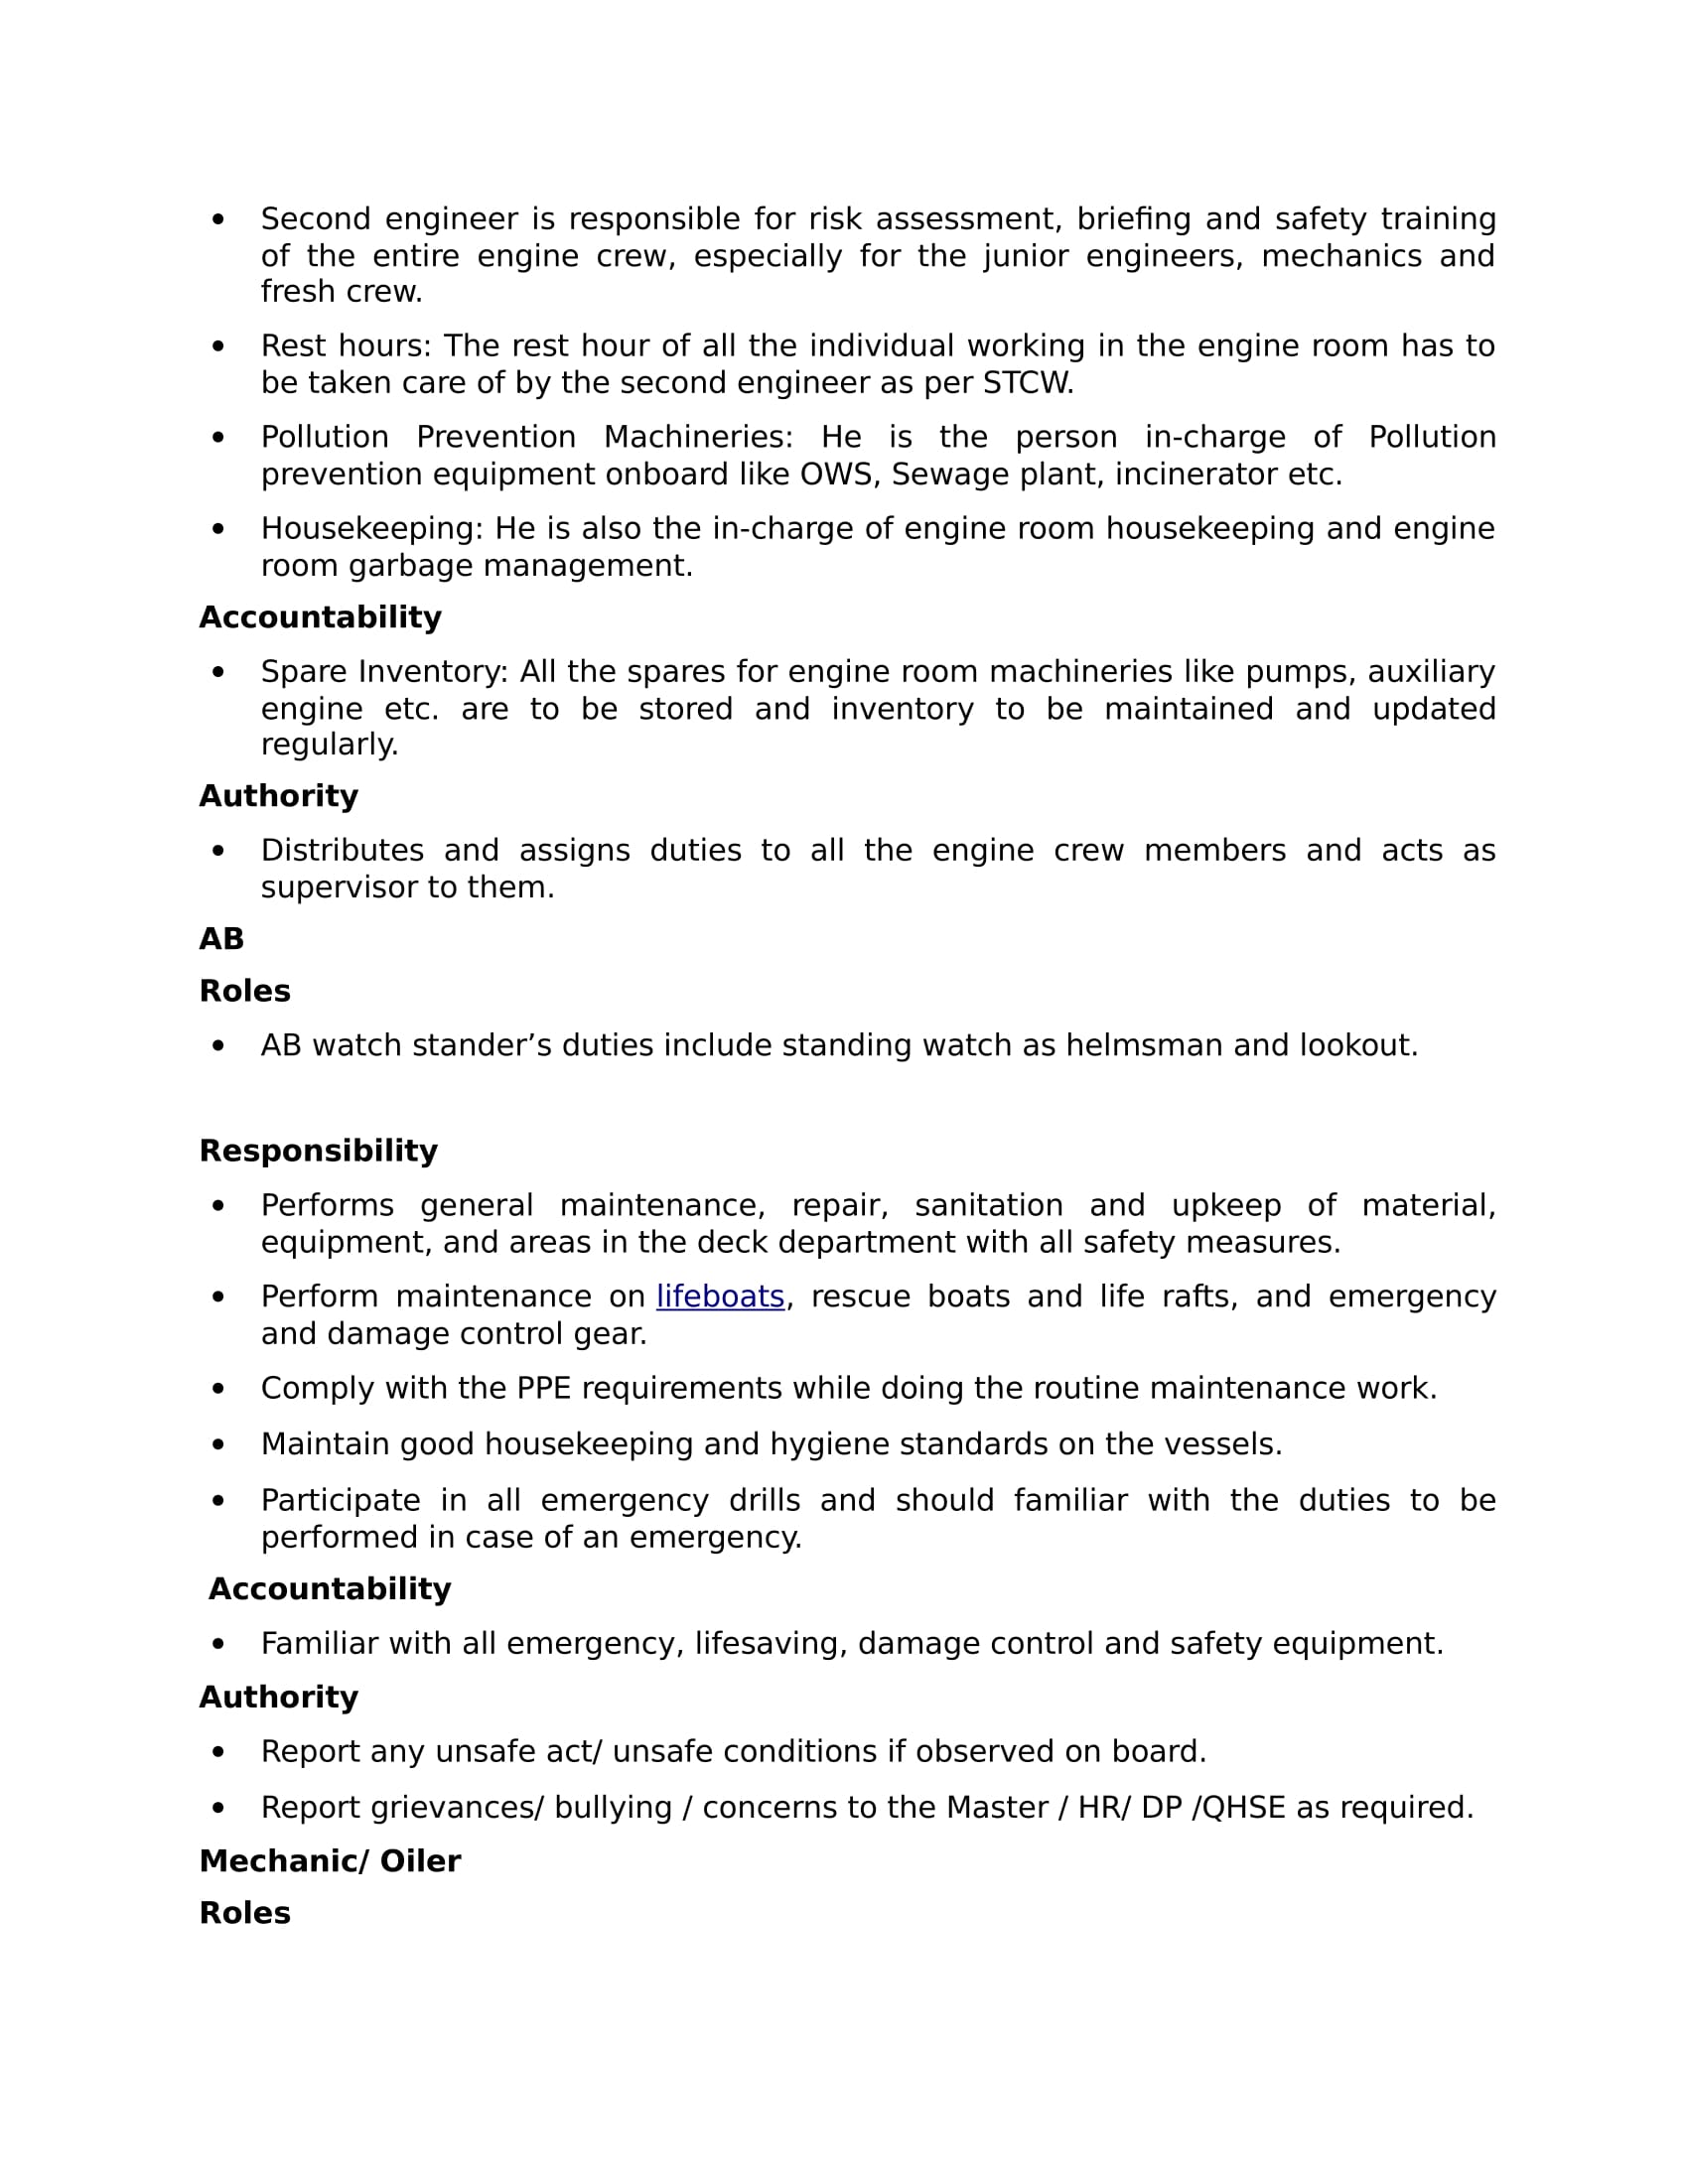 • Second engineer is responsible for risk assessment, briefing and safety training
of the entire engine crew, especially for the junior engineers, mechanics and
fresh crew.
• Rest hours: The rest hour of all the individual working in the engine room has to
be taken care of by the second engineer as per STCW.
• Pollution Prevention Machineries: He is the person in-charge of Pollution
prevention equipment onboard like OWS, Sewage plant, incinerator etc.
• Housekeeping: He is also the in-charge of engine room housekeeping and engine
room garbage management.
Accountability
• Spare Inventory: All the spares for engine room machineries like pumps, auxiliary
engine etc. are to be stored and inventory to be maintained and updated
regularly.
Authority
• Distributes and assigns duties to all the engine crew members and acts as
supervisor to them.
AB
Roles
• AB watch stander’s duties include standing watch as helmsman and lookout.
Responsibility
• Performs general maintenance, repair, sanitation and upkeep of material,
equipment, and areas in the deck department with all safety measures.
• Perform maintenance on lifeboats, rescue boats and life rafts, and emergency
and damage control gear.
• Comply with the PPE requirements while doing the routine maintenance work.
• Maintain good housekeeping and hygiene standards on the vessels.
• Participate in all emergency drills and should familiar with the duties to be
performed in case of an emergency.
Accountability
• Familiar with all emergency, lifesaving, damage control and safety equipment.
Authority
• Report any unsafe act/ unsafe conditions if observed on board.
• Report grievances/ bullying / concerns to the Master / HR/ DP /QHSE as required.
Mechanic/ Oiler
Roles